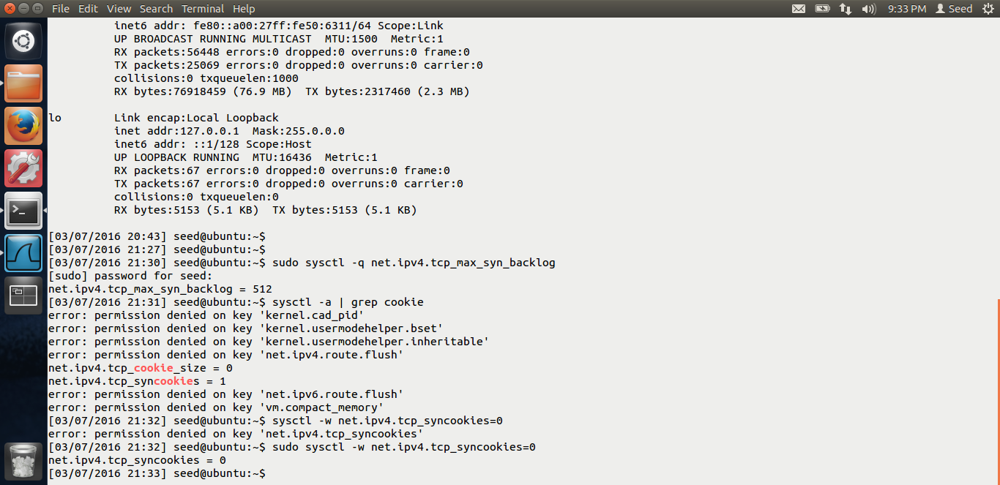 File Edit View Search Terminal Help 9:33 PM Seed
inet6 addr: fe80::a00:27ff:fe50:6311/64 Scope:Link
UP BROADCAST RUNNING MULTICAST  MTU:1500  Metric:1
RX packets:56448 errors:0 dropped:0 overruns:0 frame:0
TX packets:25069 errors:0 dropped:0 overruns:0 carrier:0
collisions:0 txqueuelen:1000
RX bytes:76918459 (76.9 MB)  TX bytes:2317460 (2.3 MB)
lo        Link encap:Local Loopback
inet addr:127.0.0.1  Mask:255.0.0.0
inet6 addr: ::1/128 Scope:Host
UP LOOPBACK RUNNING  MTU:16436  Metric:1
RX packets:67 errors:0 dropped:0 overruns:0 frame:0
TX packets:67 errors:0 dropped:0 overruns:0 carrier:0
collisions:0 txqueuelen:0
RX bytes:5153 (5.1 KB)  TX bytes:5153 (5.1 KB)
[03/07/2016 20:43] seed@ubuntu:~$
[03/07/2016 21:27] seed@ubuntu:~$
[03/07/2016 21:30] seed@ubuntu:~$ sudo sysctl -q net.ipv4.tcp_max_syn_backlog
[sudo] password for seed:
net.ipv4.tcp_max_syn_backlog = 512
[03/07/2016 21:31] seed@ubuntu:~$ sysctl -a | grep cookie
error: permission denied on key 'kernel.cad_pid'
error: permission denied on key 'kernel.usermodehelper.bset'
error: permission denied on key 'kernel.usermodehelper.inheritable'
error: permission denied on key 'net.ipv4.route.flush'
net.ipv4.tcp_cookie_size = 0
net.ipv4.tcp_syncookies = 1
error: permission denied on key 'net.ipv6.route.flush'
error: permission denied on key 'vm.compact_memory'
[03/07/2016 21:32] seed@ubuntu:~$ sysctl -w net.ipv4.tcp_syncookies=0
error: permission denied on key 'net.ipv4.tcp_syncookies'
[03/07/2016 21:32] seed@ubuntu:~$ sudo sysctl -w net.ipv4.tcp_syncookies=0
net.ipv4.tcp_syncookies = 0
[03/07/2016 21:33] seed@ubuntu:~$